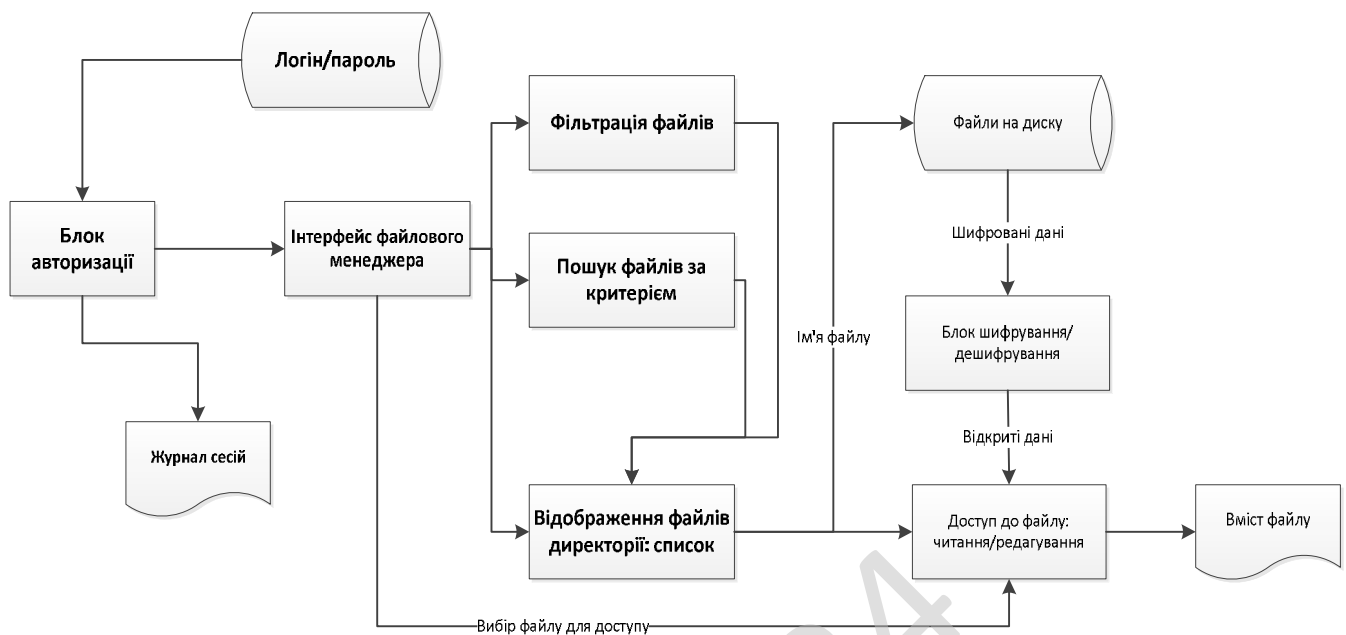 Логін/пароль
Фільтрація файлів
Файли на диску
Блок
авторизації
Інтерфейс файлового
менеджера
Пошук файлів за
критерієм
Шифровані дані
Ім'я файлу
Блок шифрування/
дешифрування
Відкриті дані
Журнал сесій
Відображення файлів
директорії: список
Доступ до файлу:
читання/редагування
Вміст файлу
Вибір файлу для доступу